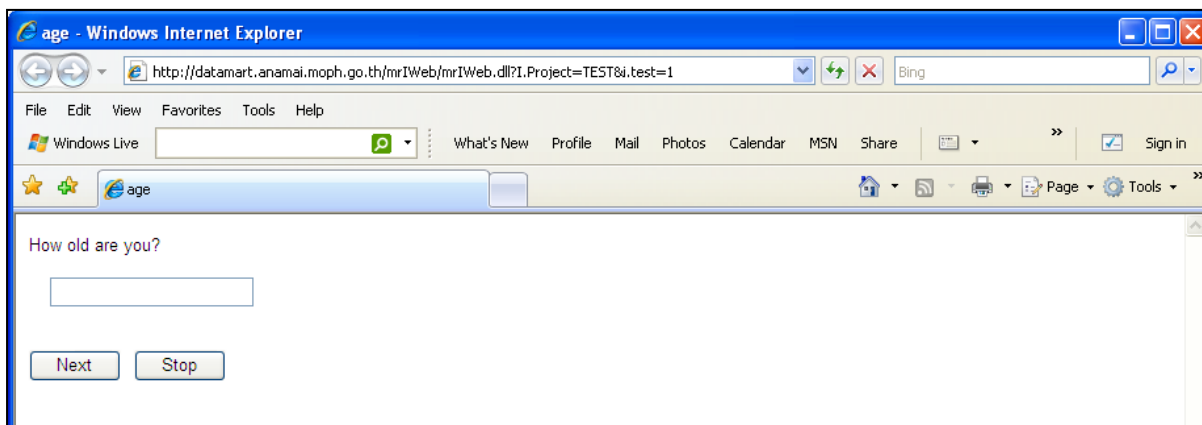 age - Windows Internet Explorer
http://datamart.anamai.moph.go.th/mrIWeb/mrIWeb.dll?I.Project=TEST&i.test=1 Bing
File Edit View Favorites Tools Help
Windows Live What's New Profile Mail Photos Calendar MSN Share » Sign in
age Page Tools »
How old are you?
Next Stop